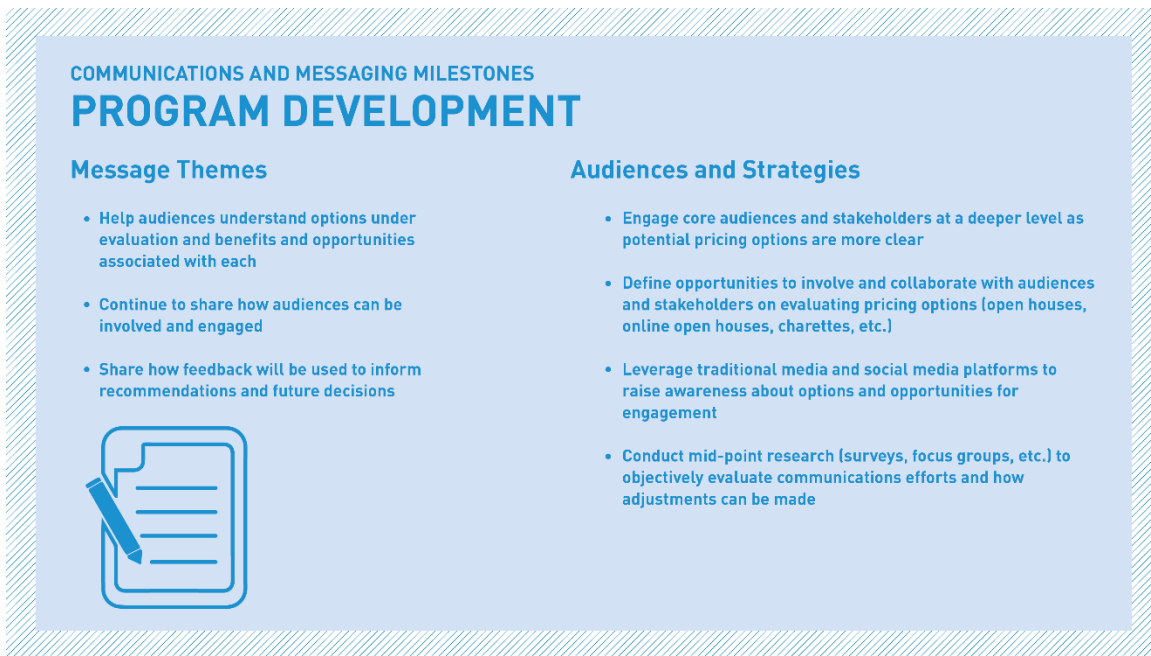 COMMUNICATIONS AND MESSAGING MILESTONES
PROGRAM DEVELOPMENT
Message Themes
• Help audiences understand options under
evaluation and benefits and opportunities
associated with each
• Continue to share how audiences can be
involved and engaged
• Share how feedback will be used to inform
recommendations and future decisions
Audiences and Strategies
• Engage core audiences and stakeholders at a deeper level as
potential pricing options are more clear
• Define opportunities to involve and collaborate with audiences
and stakeholders on evaluating pricing options (open houses,
online open houses, charettes, etc.)
• Leverage traditional media and social media platforms to
raise awareness about options and opportunities for
engagement
• Conduct mid-point research (surveys, focus groups, etc.) to
objectively evaluate communications efforts and how
adjustments can be made